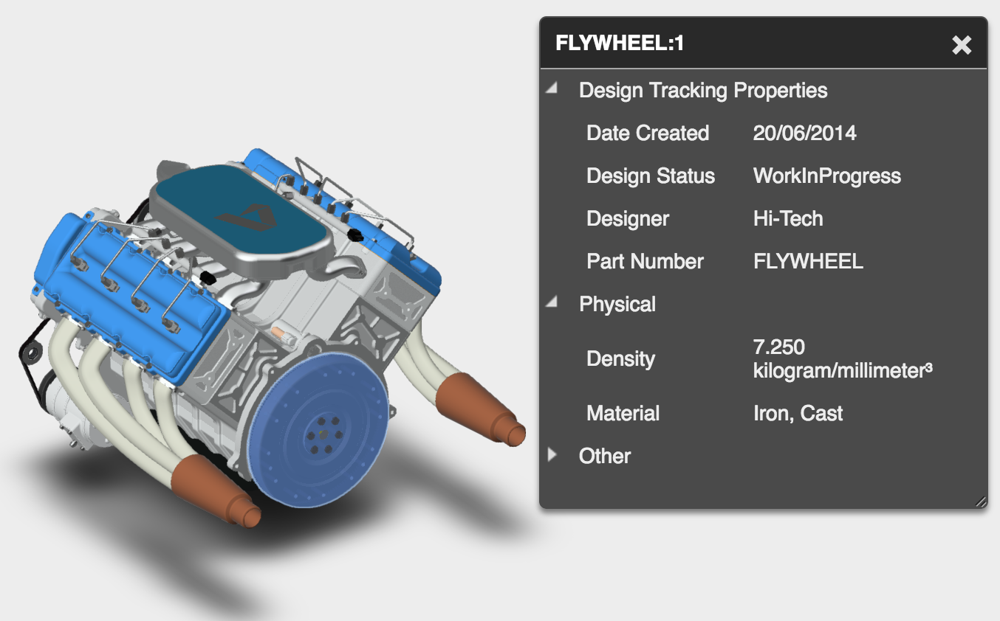 FLYWHEEL:1
Design Tracking Properties
Date Created 20/06/2014
Design Status WorkInProgress
Designer Hi-Tech
Part Number FLYWHEEL
Physical
Density 7.250
kilogram/millimeter³
Material Iron, Cast
Other